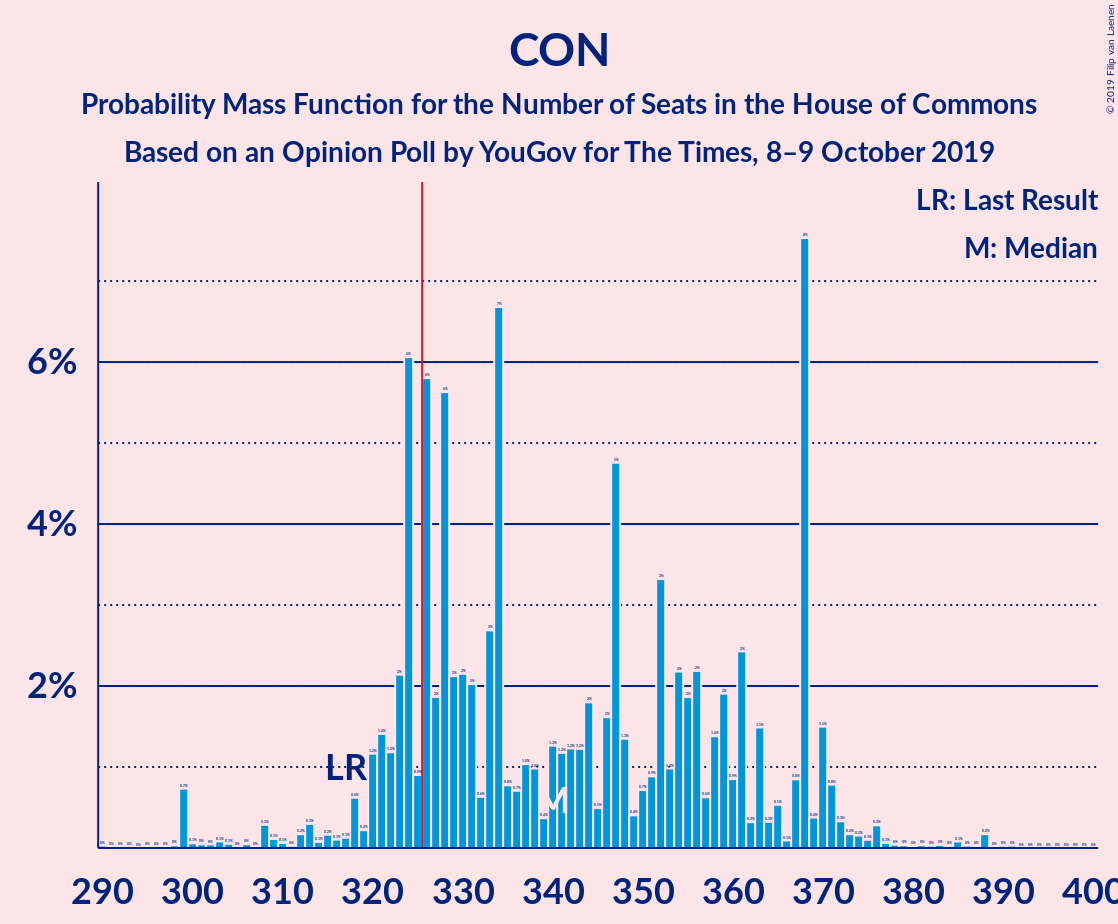 CON
Probability Mass Function for the Number of Seats in the House of Commons
Based on an Opinion Poll by YouGov for The Times, 8–9 October 2019
© 2019 Filip van Laenen
LR: Last Result
M: Median
6%
4%
2%
LR
M
290 300 310 320 330 340 350 360 370 380 390 400